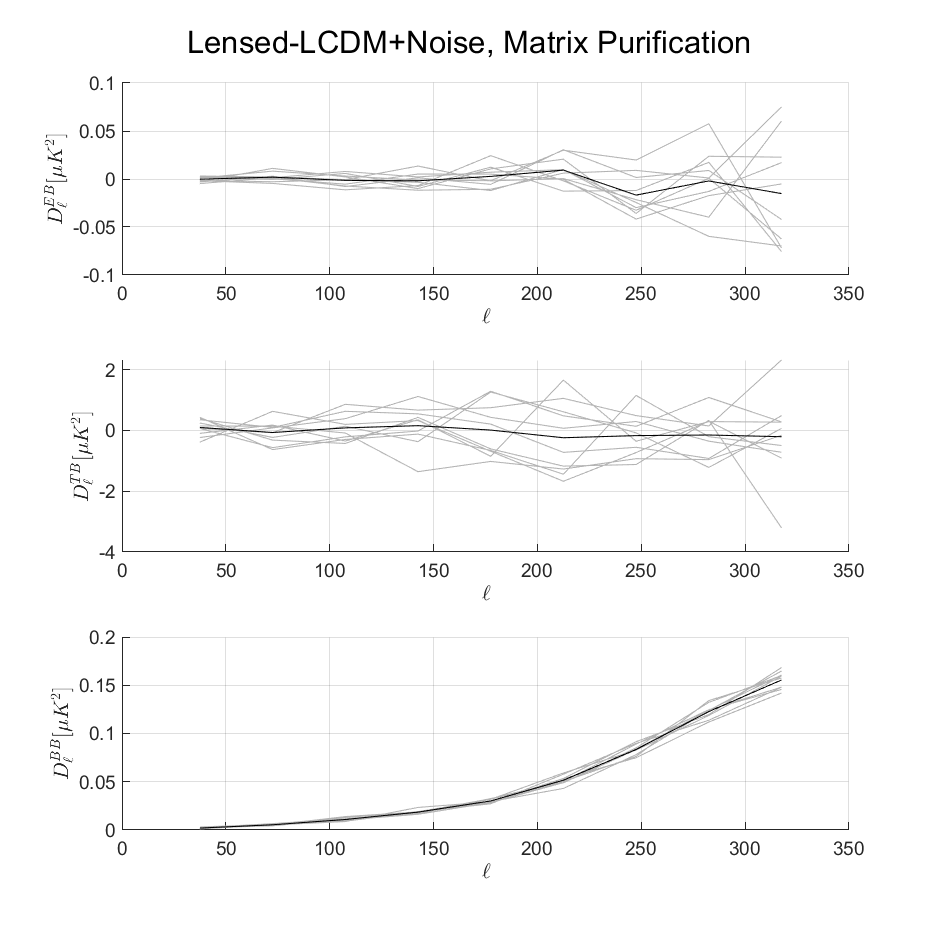 Lensed-LCDM+Noise, Matrix Purification
0.1
0.05
0
-0.05
-0.1
D_ℓ^{EB}[μK^2]
0 50 100 150 200 250 300 350
ℓ
2
0
-2
-4
D_ℓ^{TB}[μK^2]
0 50 100 150 200 250 300 350
ℓ
0.2
0.15
0.1
0.05
0
D_ℓ^{BB}[μK^2]
0 50 100 150 200 250 300 350
ℓ